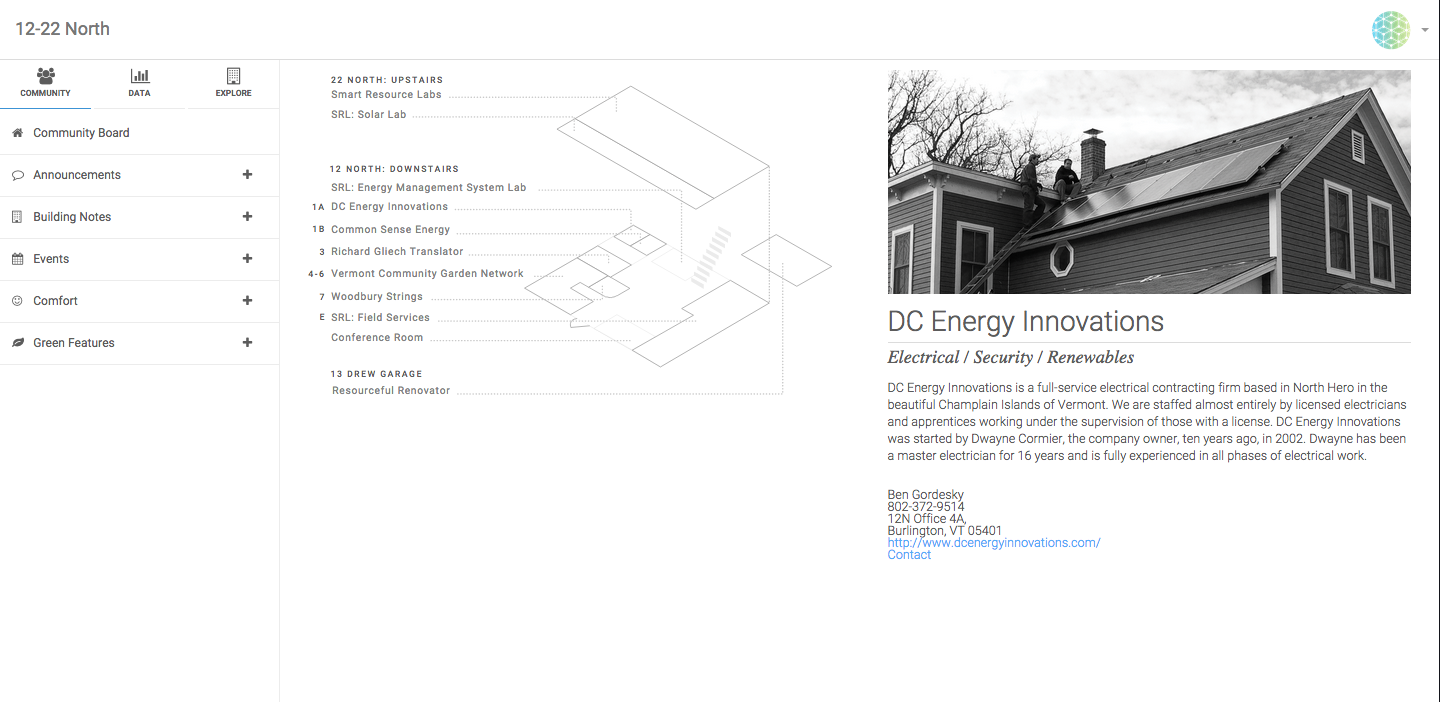 12-22 North
COMMUNITY
DATA
EXPLORE
Community Board
Announcements
Building Notes
Events
Comfort
Green Features
22 NORTH: UPSTAIRS
Smart Resource Labs
SRL: Solar Lab
12 NORTH: DOWNSTAIRS
SRL: Energy Management System Lab
1A DC Energy Innovations
1B Common Sense Energy
3 Richard Gliech Translator
4-6 Vermont Community Garden Network
7 Woodbury Strings
E SRL: Field Services
Conference Room
13 DREW GARAGE
Resourceful Renovator
DC Energy Innovations
Electrical / Security / Renewables
DC Energy Innovations is a full-service electrical contracting firm based in North Hero in the
beautiful Champlain Islands of Vermont. We are staffed almost entirely by licensed electricians
and apprentices working under the supervision of those with a license. DC Energy Innovations
was started by Dwayne Cormier, the company owner, ten years ago, in 2002. Dwayne has been
a master electrician for 16 years and is fully experienced in all phases of electrical work.
Ben Gordesky
802-372-9514
12N Office 4A,
Burlington, VT 05401
http://www.dcenergyinnovations.com/
Contact